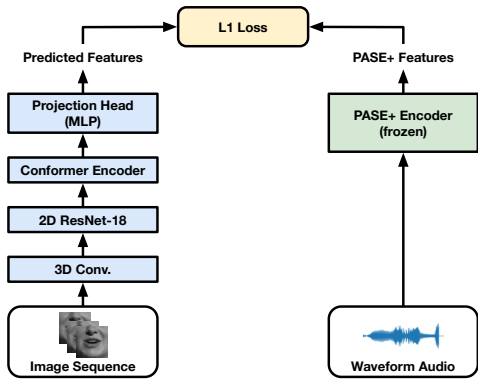 L1 Loss
Predicted Features
PASE+ Features
Projection Head
(MLP)
PASE+ Encoder
(frozen)
Conformer Encoder
2D ResNet-18
3D Conv.
Image Sequence
Waveform Audio